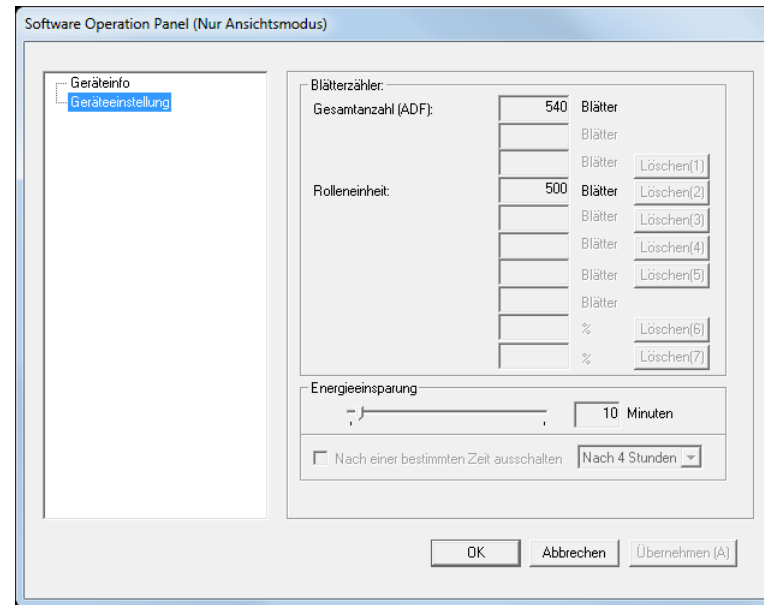 Software Operation Panel (Nur Ansichtsmodus)
Geräteinfo
Geräteeinstellung
Blätterzähler:
Gesamtanzahl (ADF): 540 Blätter
Blätter
Blätter Löschen(1)
Rolleneinheit: 500 Blätter Löschen(2)
Blätter Löschen(3)
Blätter Löschen(4)
Blätter Löschen(5)
Blätter
% Löschen(6)
% Löschen(7)
Energieeinsparung
10 Minuten
Nach einer bestimmten Zeit ausschalten Nach 4 Stunden
OK Abbrechen Übernehmen (A)